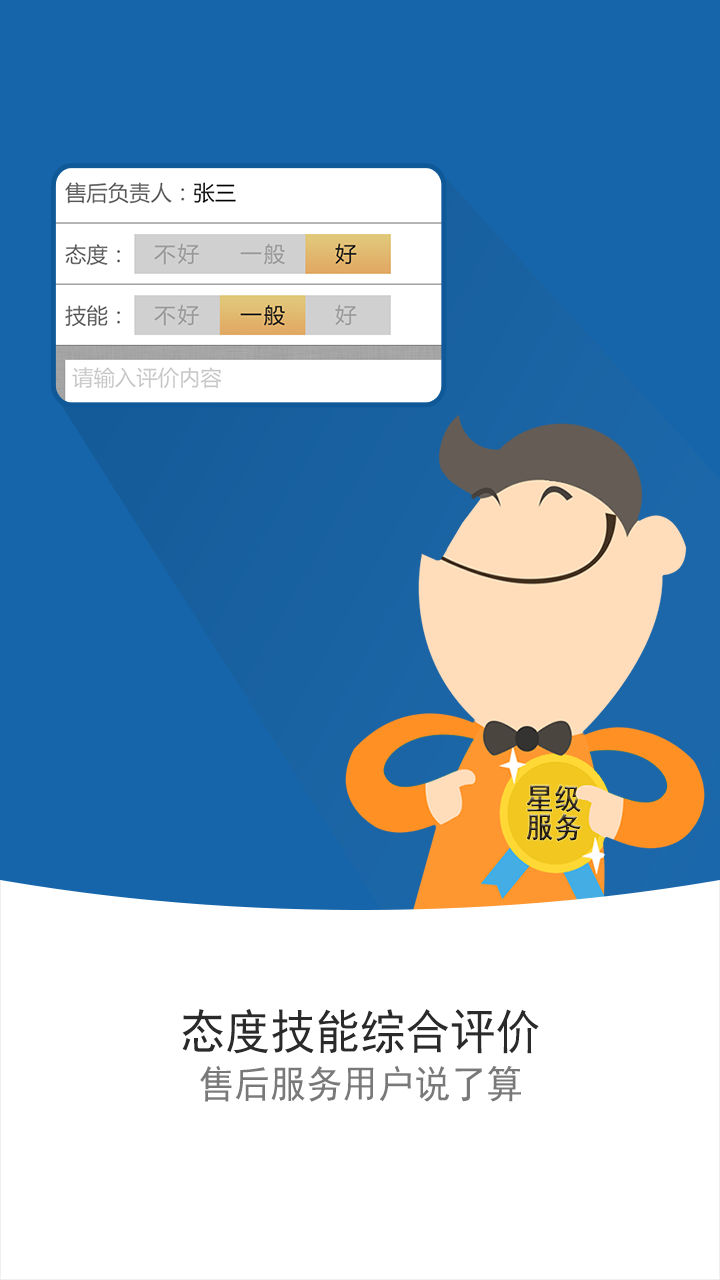 售后负责人：张三
态度： 不好 一般 好
技能： 不好 一般 好
请输入评价内容
星级
服务
态度技能综合评价
售后服务用户说了算